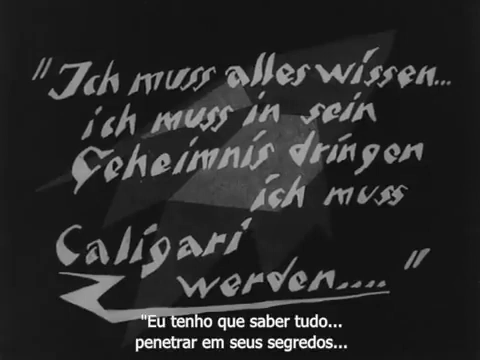 "Ich muss alles wissen...
ich muss in sein
Geheimnis dringen
ich muss
Caligari
werden...."
"Eu tenho que saber tudo...
penetrar em seus segredos...